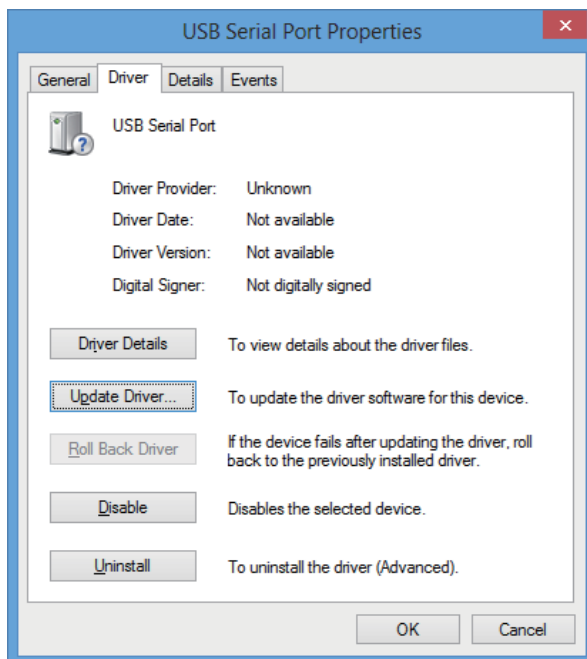 USB Serial Port Properties
General Driver Details Events
USB Serial Port
Driver Provider: Unknown
Driver Date: Not available
Driver Version: Not available
Digital Signer: Not digitally signed
Driver Details To view details about the driver files.
Update Driver... To update the driver software for this device.
Roll Back Driver If the device fails after updating the driver, roll
back to the previously installed driver.
Disable Disables the selected device.
Uninstall To uninstall the driver (Advanced).
OK Cancel